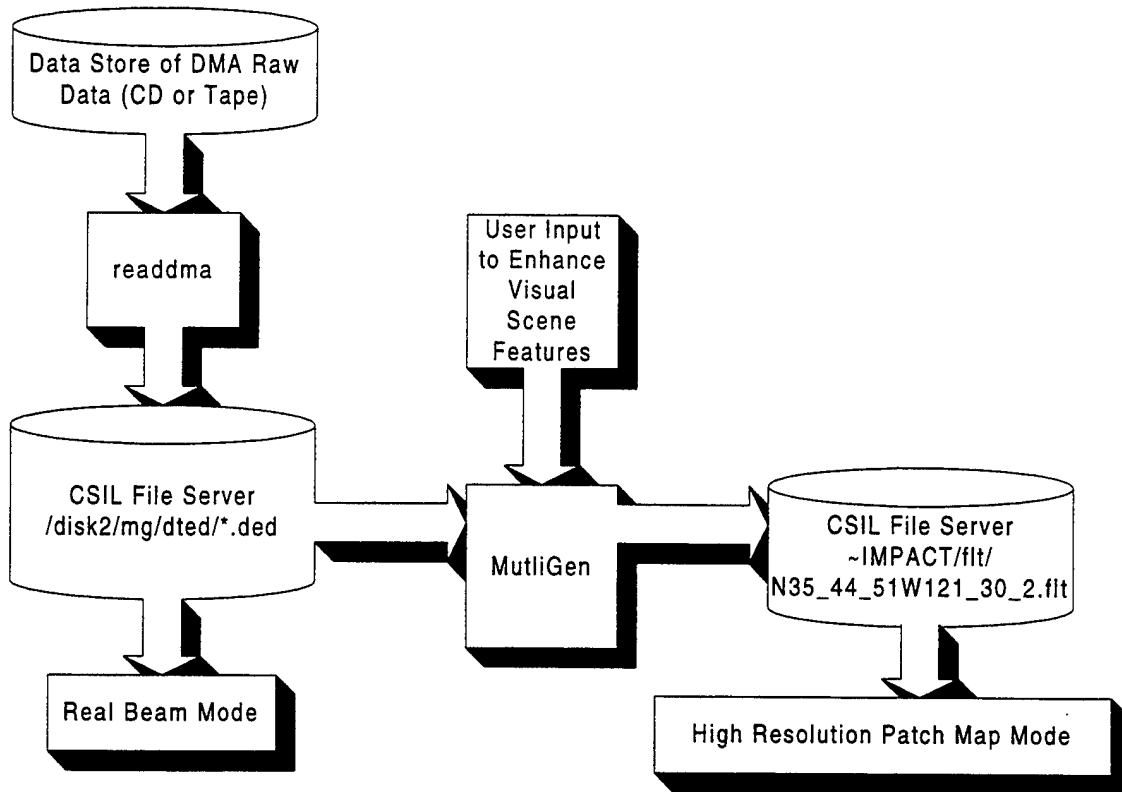 Data Store of DMA Raw
Data (CD or Tape)
readdma
User Input
to Enhance
Visual
Scene
Features
CSIL File Server
/disk2/mg/dted/*.ded
MutliGen
CSIL File Server
~IMPACT/flt/
N35_44_51W121_30_2.flt
Real Beam Mode
High Resolution Patch Map Mode